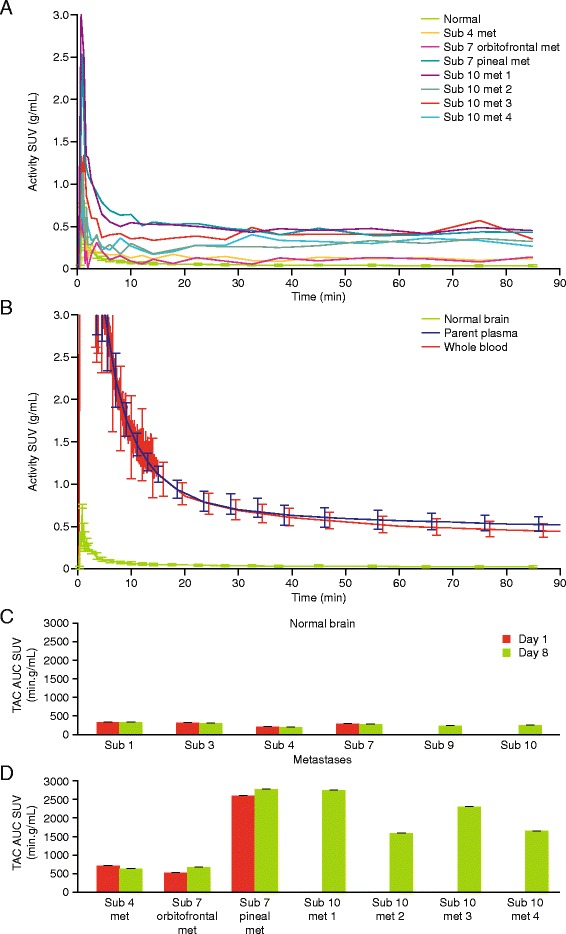 A
3.0
2.5
2.0
1.5
1.0
0.5
0
Activity SUV (g/mL)
0 10 20 30 40 50 60 70 80 90
Time (min)
Normal
Sub 4 met
Sub 7 orbitofrontal met
Sub 7 pineal met
Sub 10 met 1
Sub 10 met 2
Sub 10 met 3
Sub 10 met 4
B
3.0
2.5
2.0
1.5
1.0
0.5
0
Activity SUV (g/mL)
0 10 20 30 40 50 60 70 80 90
Time (min)
Normal brain
Parent plasma
Whole blood
C
Normal brain
3000
2500
2000
1500
1000
500
0
TAC AUC SUV
(min.g/mL)
Day 1
Day 8
Sub 1 Sub 3 Sub 4 Sub 7 Sub 9 Sub 10
D
Metastases
3000
2500
2000
1500
1000
500
0
TAC AUC SUV
(min.g/mL)
Sub 4 Sub 7 Sub 7 Sub 10 Sub 10 Sub 10 Sub 10
met orbitofrontal pineal met 1 met 2 met 3 met 4
met met